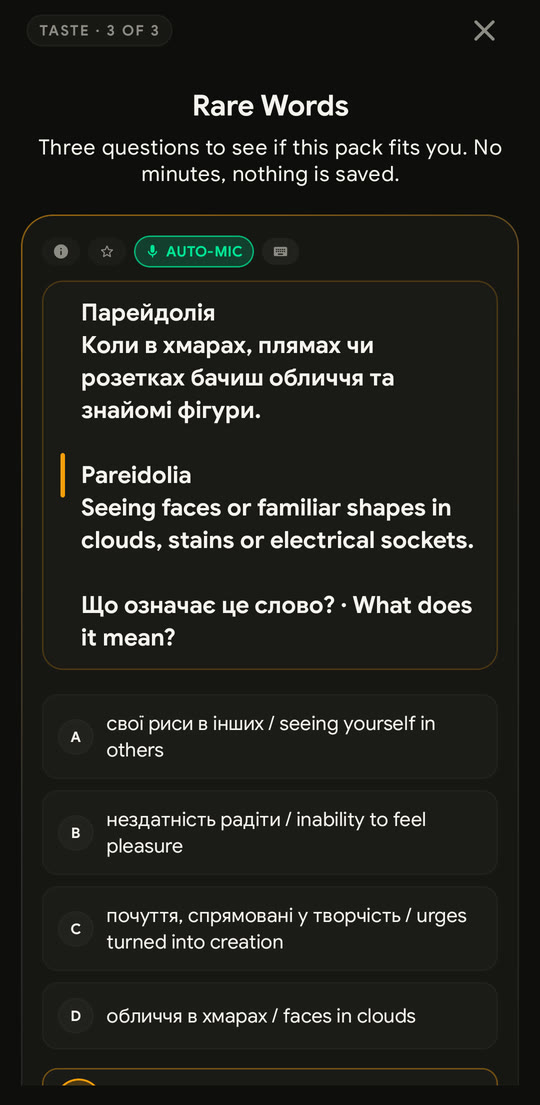 TASTE · 3 OF 3
Rare Words
Three questions to see if this pack fits you. No
minutes, nothing is saved.
AUTO-MIC
Парейдолія
Коли в хмарах, плямах чи
розетках бачиш обличчя та
знайомі фігури.
Pareidolia
Seeing faces or familiar shapes in
clouds, stains or electrical sockets.
Що означає це слово? · What does
it mean?
A
свої риси в інших / seeing yourself in
others
B
нездатність радіти / inability to feel
pleasure
C
почуття, спрямовані у творчість / urges
turned into creation
D
обличчя в хмарах / faces in clouds